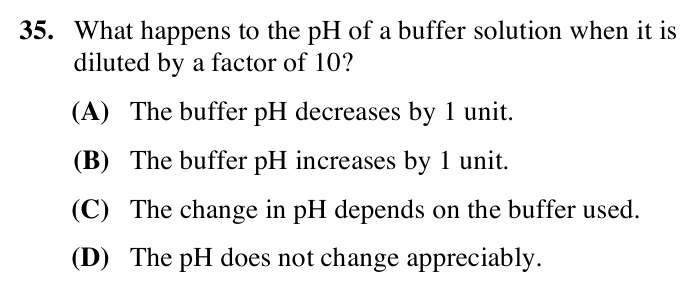 35. What happens to the pH of a buffer solution when it is
diluted by a factor of 10?
(A) The buffer pH decreases by 1 unit.
(B) The buffer pH increases by 1 unit.
(C) The change in pH depends on the buffer used.
(D) The pH does not change appreciably.